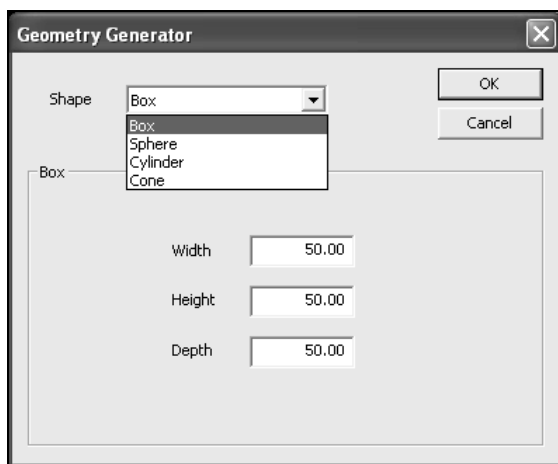 Geometry Generator
OK
Shape Box
Cancel
Box
Sphere
Cylinder
Cone
Box
Width 50.00
Height 50.00
Depth 50.00